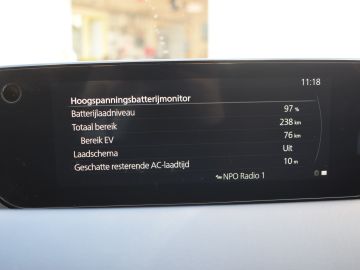 11:18
Hoogspanningsbatterijmonitor
Batterijlaadniveau 97 %
Totaal bereik 238 km
Bereik EV 76 km
Laadschema Uit
Geschatte resterende AC-laadtijd 10 m
NPO Radio 1